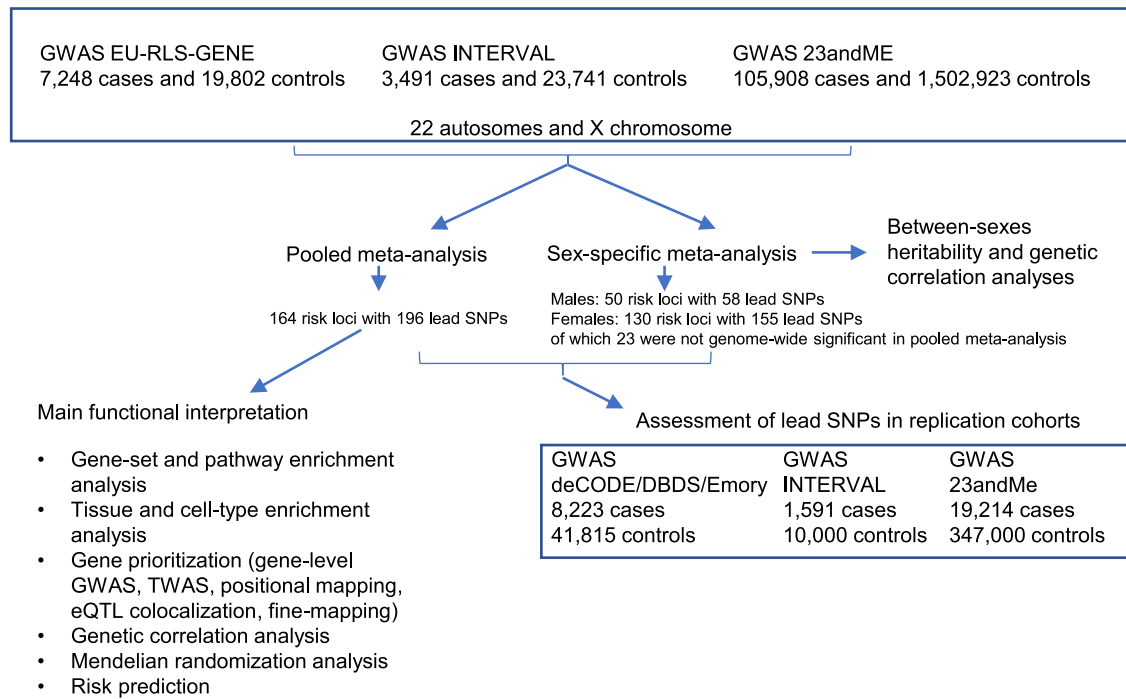 GWAS EU-RLS-GENE
7,248 cases and 19,802 controls
GWAS INTERVAL
3,491 cases and 23,741 controls
GWAS 23andME
105,908 cases and 1,502,923 controls
22 autosomes and X chromosome
Pooled meta-analysis
Sex-specific meta-analysis
Between-sexes
heritability and genetic
correlation analyses
164 risk loci with 196 lead SNPs
Males: 50 risk loci with 58 lead SNPs
Females: 130 risk loci with 155 lead SNPs
of which 23 were not genome-wide significant in pooled meta-analysis
Main functional interpretation
• Gene-set and pathway enrichment
analysis
• Tissue and cell-type enrichment
analysis
• Gene prioritization (gene-level
GWAS, TWAS, positional mapping,
eQTL colocalization, fine-mapping)
• Genetic correlation analysis
• Mendelian randomization analysis
• Risk prediction
Assessment of lead SNPs in replication cohorts
GWAS
deCODE/DBDS/Emory
8,223 cases
41,815 controls
GWAS
INTERVAL
1,591 cases
10,000 controls
GWAS
23andMe
19,214 cases
347,000 controls